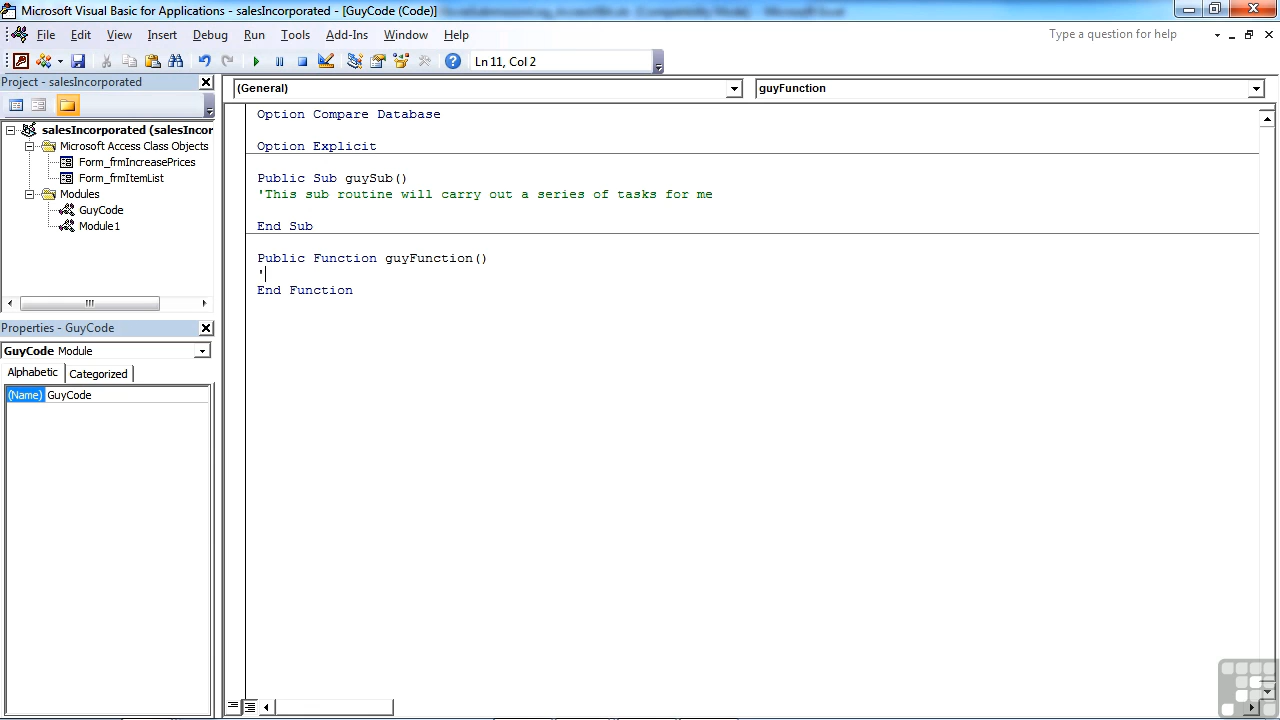 Microsoft Visual Basic for Applications - salesIncorporated - [GuyCode (Code)]
File Edit View Insert Debug Run Tools Add-Ins Window Help
Type a question for help
Ln 11, Col 2
Project - salesIncorporated
(General)
guyFunction
salesIncorporated (salesIncor
Microsoft Access Class Objects
Form_frmIncreasePrices
Form_frmItemList
Modules
GuyCode
Module1
Properties - GuyCode
GuyCode Module
Alphabetic Categorized
(Name) GuyCode
Option Compare Database
Option Explicit
Public Sub guySub()
'This sub routine will carry out a series of tasks for me
End Sub
Public Function guyFunction()
'
End Function